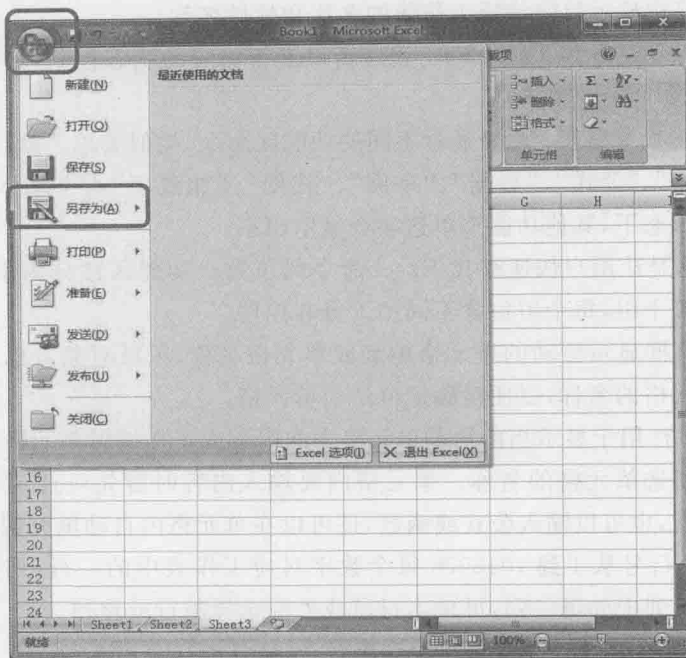 Book1 - Microsoft Excel
新建(N)
最近使用的文档
打开(O)
保存(S)
另存为(A)
打印(D)
准备(E)
发送(D)
发布(U)
关闭(C)
Excel 选项(I)
退出 Excel(X)
插入
删除
格式
单元格
Σ
编辑
G
H
16
17
18
19
20
21
22
23
24
Sheet1
Sheet2
Sheet3
就绪
100%